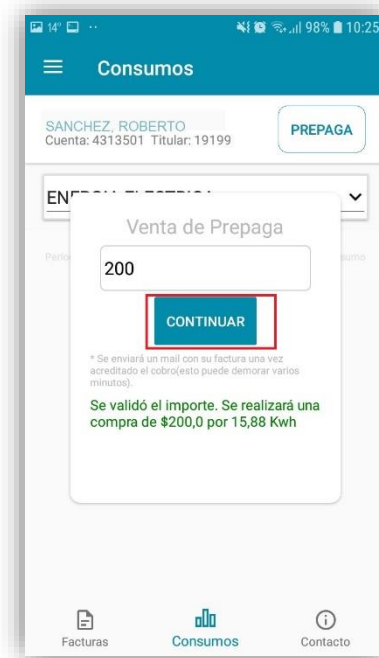 14° 98% 10:25
Consumos
SANCHEZ, ROBERTO
Cuenta: 4313501 Titular: 19199
PREPAGA
Venta de Prepaga
200
CONTINUAR
* Se enviará un mail con su factura una vez
acreditado el cobro(esto puede demorar varios
minutos).
Se validó el importe. Se realizará una
compra de $200,0 por 15,88 Kwh
Facturas Consumos Contacto